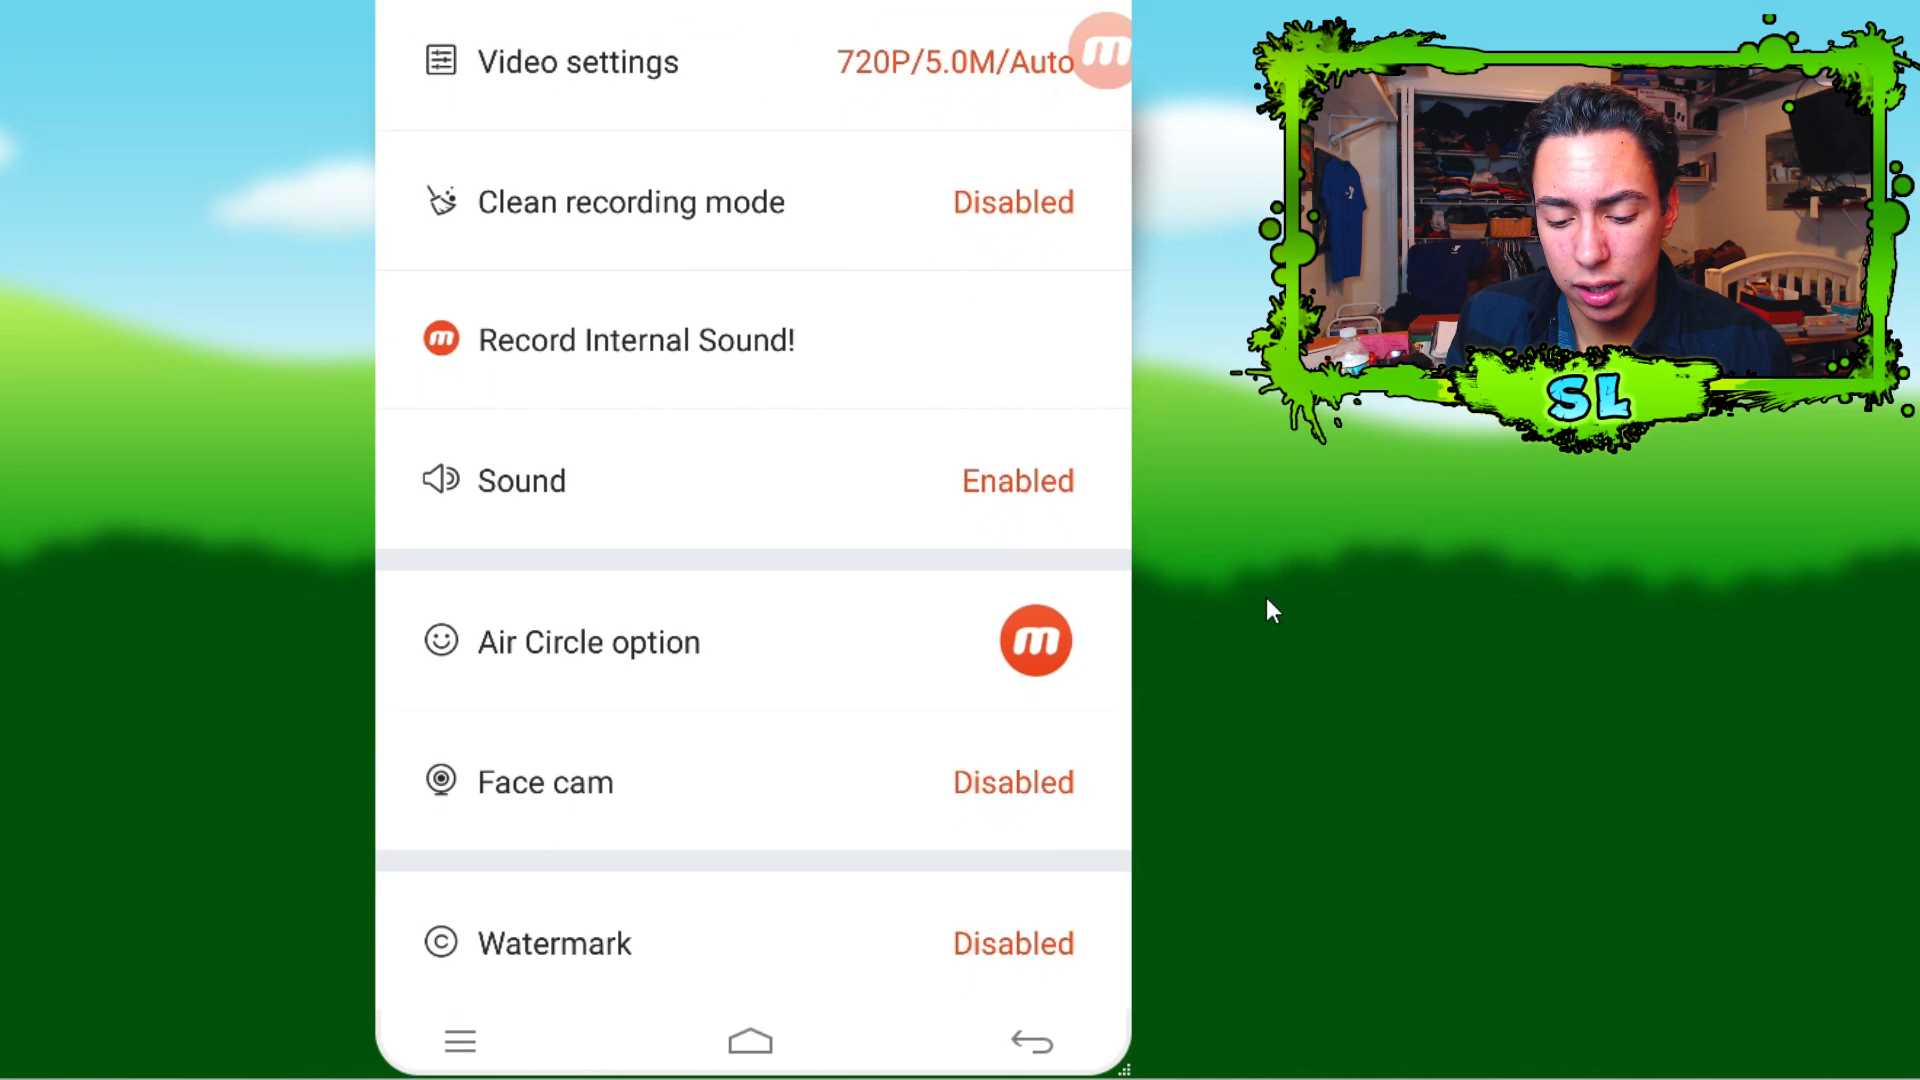 Video settings 720P/5.0M/Auto
Clean recording mode Disabled
Record Internal Sound!
Sound Enabled
Air Circle option
Face cam Disabled
Watermark Disabled
SL